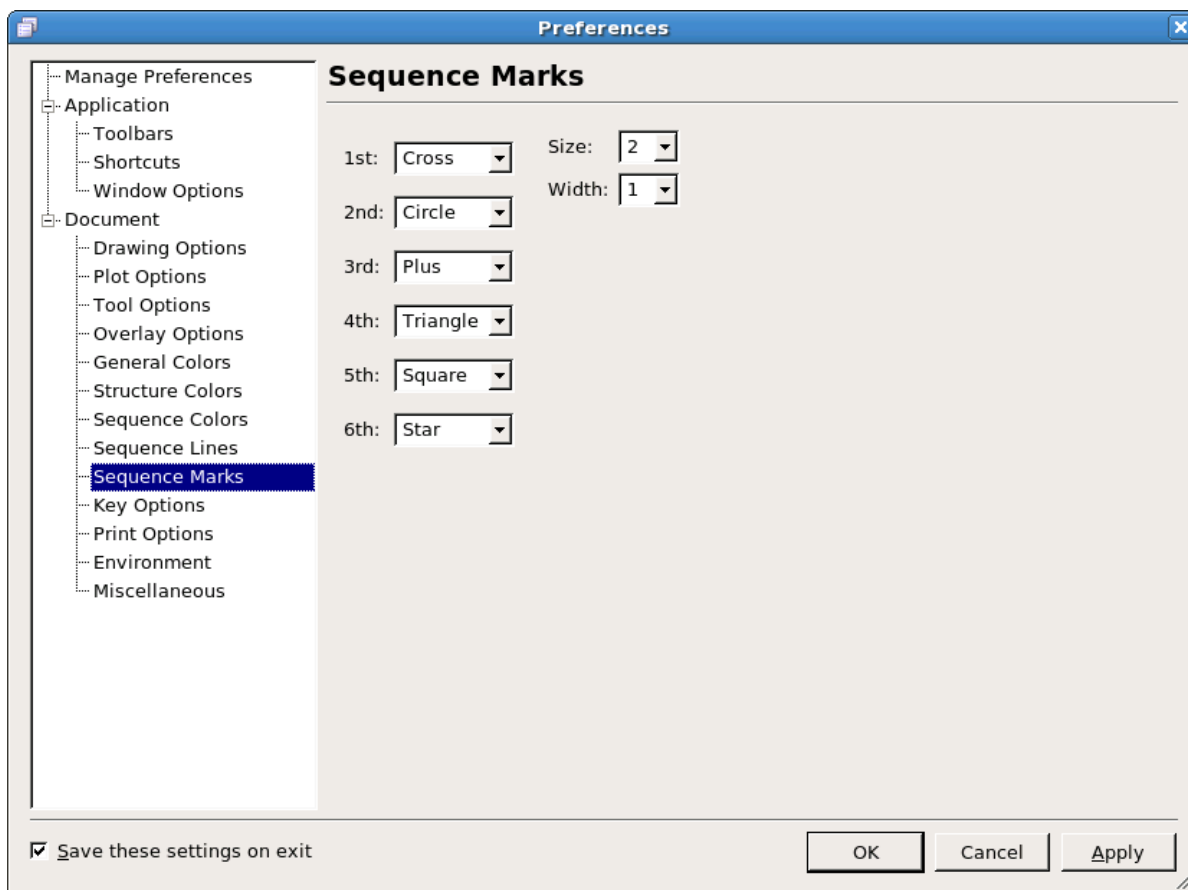 Preferences
Manage Preferences
Application
Toolbars
Shortcuts
Window Options
Document
Drawing Options
Plot Options
Tool Options
Overlay Options
General Colors
Structure Colors
Sequence Colors
Sequence Lines
Sequence Marks
Key Options
Print Options
Environment
Miscellaneous
Sequence Marks
1st: Cross
2nd: Circle
3rd: Plus
4th: Triangle
5th: Square
6th: Star
Size: 2
Width: 1
Save these settings on exit
OK Cancel Apply